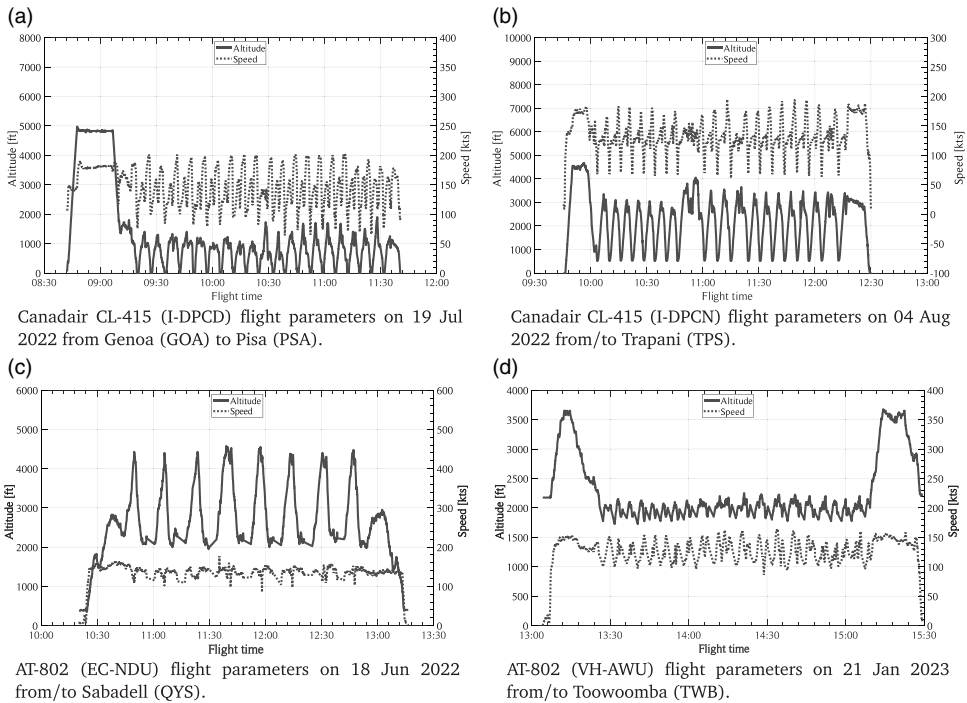 (a)
8000
7000
6000
5000
4000
3000
2000
1000
0
Altitude [ft]
400
350
300
250
200
150
100
50
0
Speed [kts]
Altitude
Speed
08:30 09:00 09:30 10:00 10:30 11:00 11:30 12:00
Flight time
Canadair CL-415 (I-DPCD) flight parameters on 19 Jul
2022 from Genoa (GOA) to Pisa (PSA).
(b)
10000
9000
8000
7000
6000
5000
4000
3000
2000
1000
0
Altitude [ft]
300
250
200
150
100
50
0
-50
-100
Speed [kts]
Altitude
Speed
09:30 10:00 10:30 11:00 11:30 12:00 12:30 13:00
Flight time
Canadair CL-415 (I-DPCN) flight parameters on 04 Aug
2022 from/to Trapani (TPS).
(c)
6000
5000
4000
3000
2000
1000
0
Altitude [ft]
600
500
400
300
200
100
0
Speed [kts]
Altitude
Speed
10:00 10:30 11:00 11:30 12:00 12:30 13:00 13:30
Flight time
AT-802 (EC-NDU) flight parameters on 18 Jun 2022
from/to Sabadell (QYS).
(d)
4000
3500
3000
2500
2000
1500
1000
500
0
Altitude [ft]
400
350
300
250
200
150
100
50
0
Speed [kts]
Altitude
Speed
13:00 13:30 14:00 14:30 15:00 15:30
Flight time
AT-802 (VH-AWU) flight parameters on 21 Jan 2023
from/to Toowoomba (TWB).